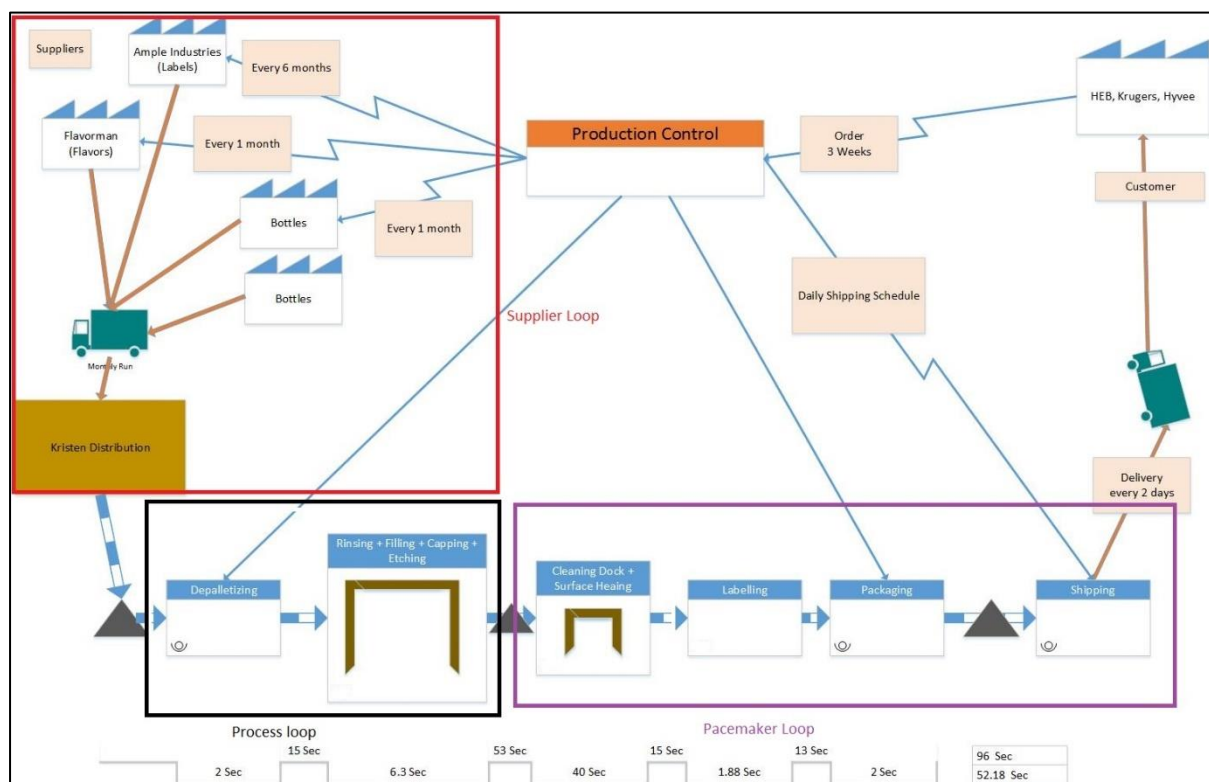 Suppliers
Ample Industries
(Labels)
Every 6 months
Flavorman
(Flavors)
Every 1 month
Bottles
Every 1 month
Bottles
Production Control
Order
3 Weeks
HEB, Krugers, Hyvee
Customer
Daily Shipping Schedule
Supplier Loop
Kristen Distribution
Delivery
every 2 days
Depalletizing
Rinsing + Filling + Capping +
Etching
Cleaning Dock +
Surface Heaing
Labelling
Packaging
Shipping
Process loop
Pacemaker Loop
15 Sec
53 Sec
15 Sec
13 Sec
96 Sec
2 Sec
6.3 Sec
40 Sec
1.88 Sec
2 Sec
52.18 Sec